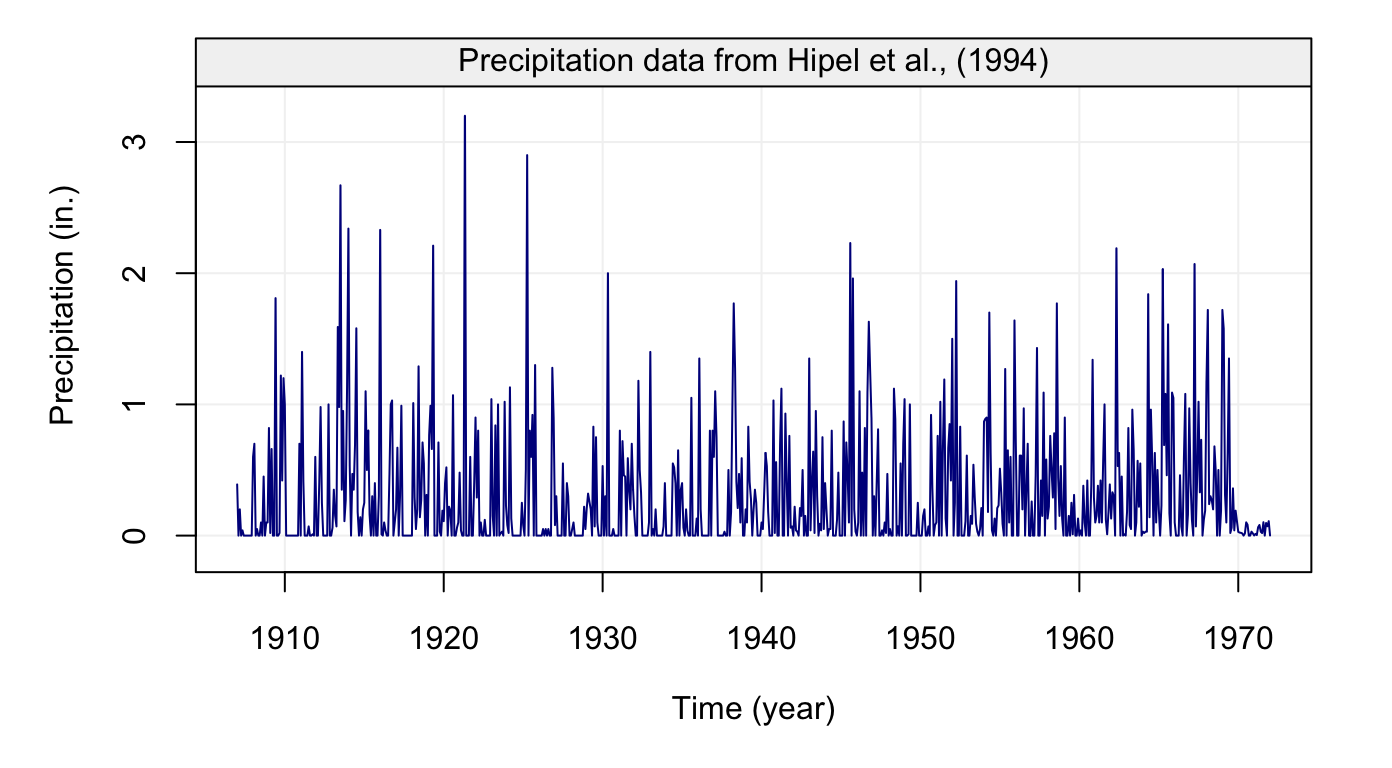 Precipitation data from Hipel et al., (1994)
Precipitation (in.)
3
2
1
0
1910 1920 1930 1940 1950 1960 1970
Time (year)